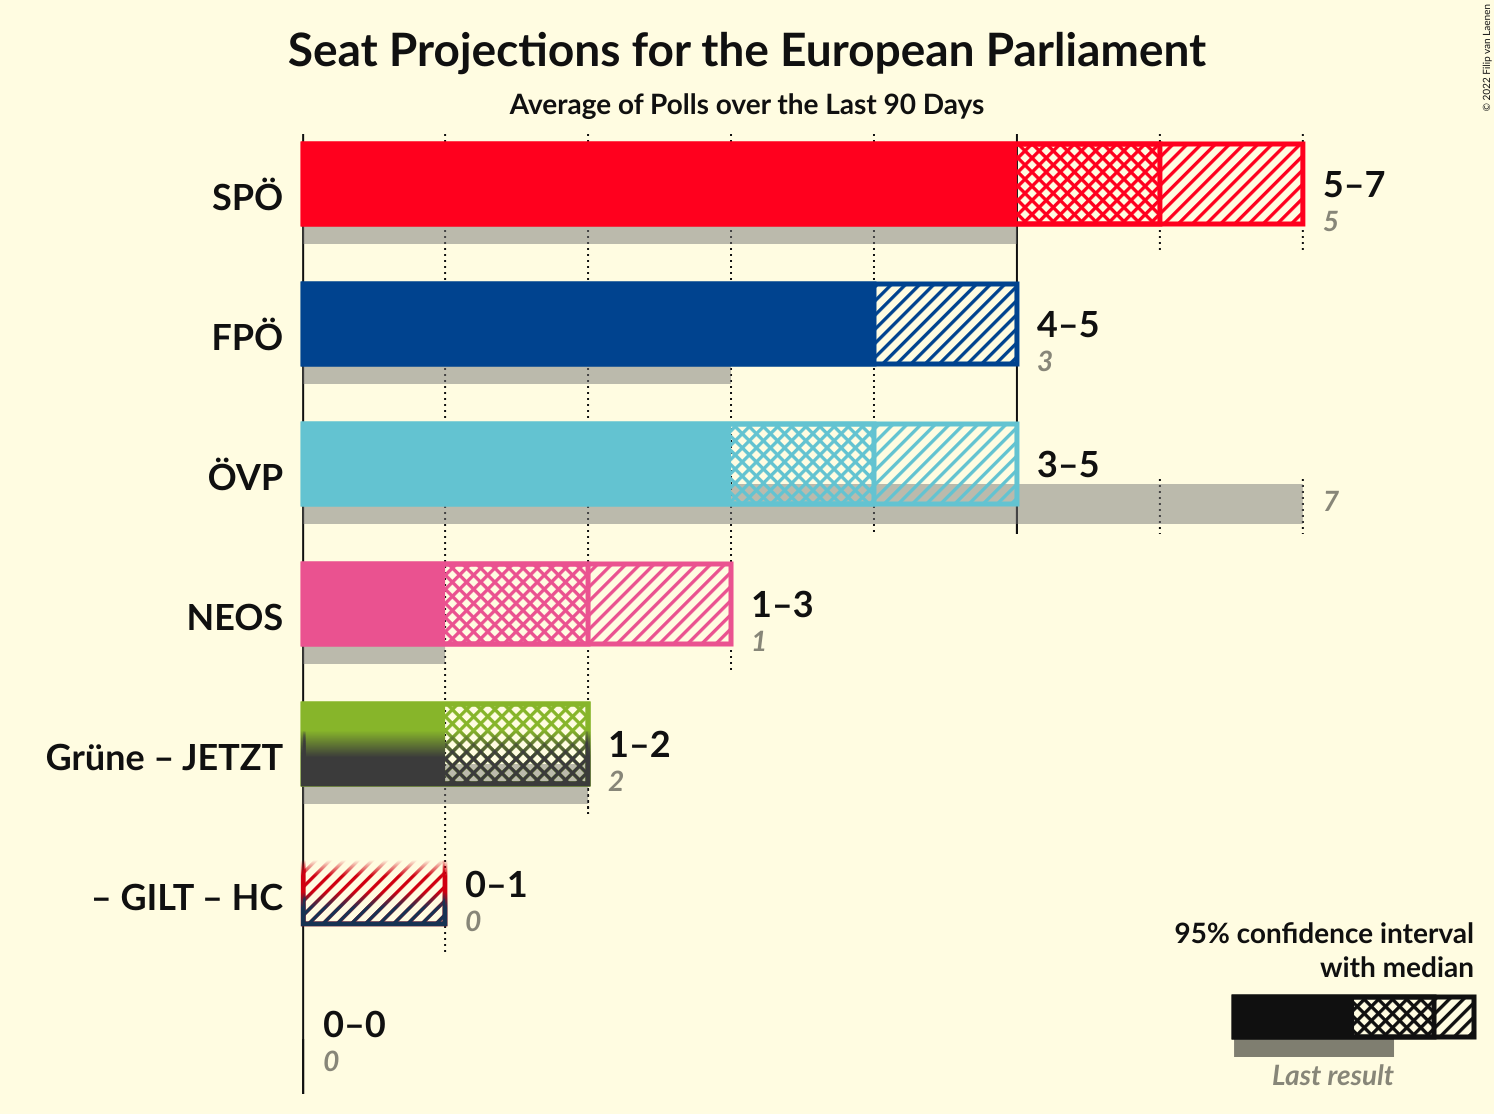 Seat Projections for the European Parliament
Average of Polls over the Last 90 Days
© 2022 Filip van Laenen
SPÖ
5–7
5
FPÖ
4–5
3
ÖVP
3–5
7
NEOS
1–3
1
Grüne – JETZT
1–2
2
– GILT – HC
0–1
0
0–0
0
95% confidence interval
with median
Last result